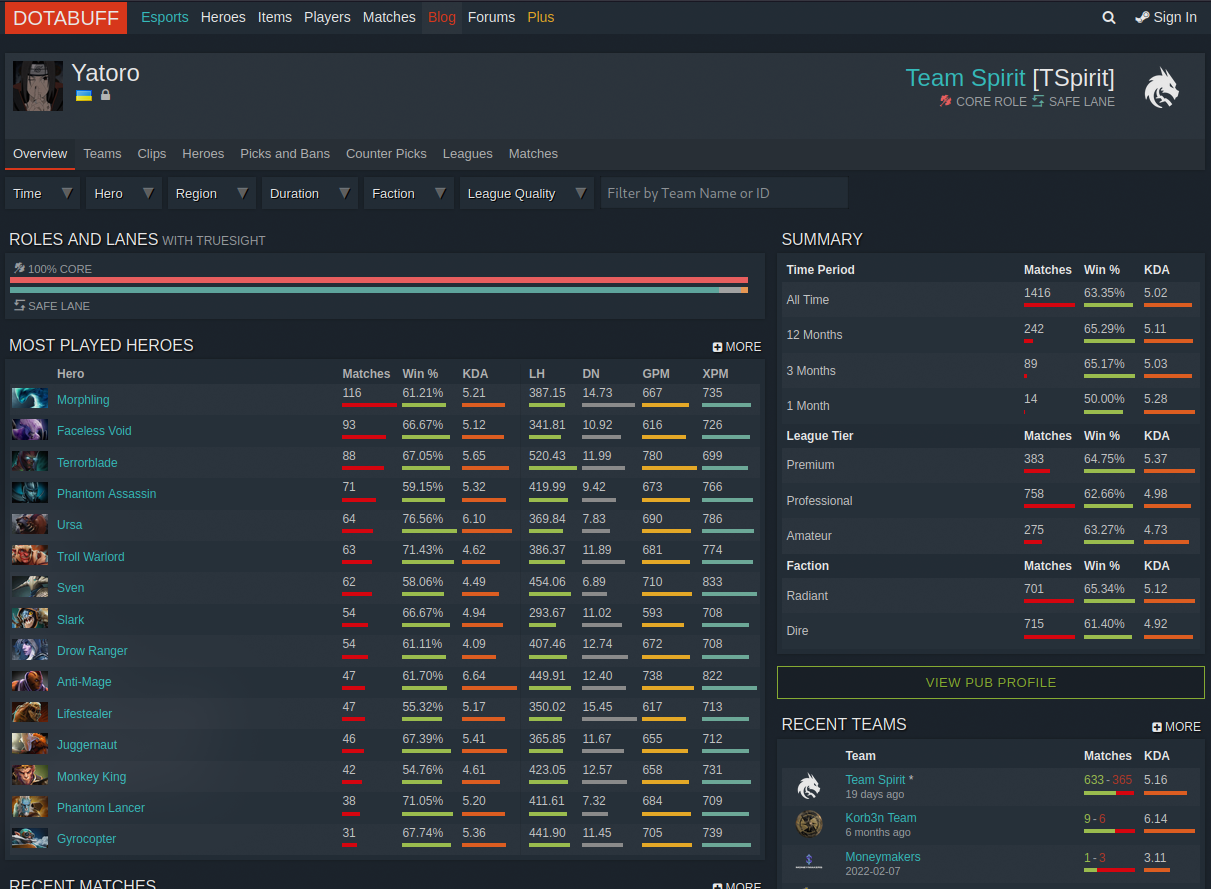 DOTABUFF Esports Heroes Items Players Matches Blog Forums Plus Sign In
Yatoro
Team Spirit [TSpirit]
CORE ROLE SAFE LANE
Overview Teams Clips Heroes Picks and Bans Counter Picks Leagues Matches
Time Hero Region Duration Faction League Quality Filter by Team Name or ID
ROLES AND LANES WITH TRUESIGHT
100% CORE
SAFE LANE
MOST PLAYED HEROES MORE
Hero Matches Win % KDA LH DN GPM XPM
Morphling 116 61.21% 5.21 387.15 14.73 667 735
Faceless Void 93 66.67% 5.12 341.81 10.92 616 726
Terrorblade 88 67.05% 5.65 520.43 11.99 780 699
Phantom Assassin 71 59.15% 5.32 419.99 9.42 673 766
Ursa 64 76.56% 6.10 369.84 7.83 690 786
Troll Warlord 63 71.43% 4.62 386.37 11.89 681 774
Sven 62 58.06% 4.49 454.06 6.89 710 833
Slark 54 66.67% 4.94 293.67 11.02 593 708
Drow Ranger 54 61.11% 4.09 407.46 12.74 672 708
Anti-Mage 47 61.70% 6.64 449.91 12.40 738 822
Lifestealer 47 55.32% 5.17 350.02 15.45 617 713
Juggernaut 46 67.39% 5.41 365.85 11.67 655 712
Monkey King 42 54.76% 4.61 423.05 12.57 658 731
Phantom Lancer 38 71.05% 5.20 411.61 7.32 684 709
Gyrocopter 31 67.74% 5.36 441.90 11.45 705 739
RECENT MATCHES MORE
SUMMARY
Time Period Matches Win % KDA
All Time 1416 63.35% 5.02
12 Months 242 65.29% 5.11
3 Months 89 65.17% 5.03
1 Month 14 50.00% 5.28
League Tier Matches Win % KDA
Premium 383 64.75% 5.37
Professional 758 62.66% 4.98
Amateur 275 63.27% 4.73
Faction Matches Win % KDA
Radiant 701 65.34% 5.12
Dire 715 61.40% 4.92
VIEW PUB PROFILE
RECENT TEAMS MORE
Team Matches KDA
Team Spirit * 633 - 365 5.16
19 days ago
Korb3n Team 9 - 6 6.14
6 months ago
Moneymakers 1 - 3 3.11
2022-02-07